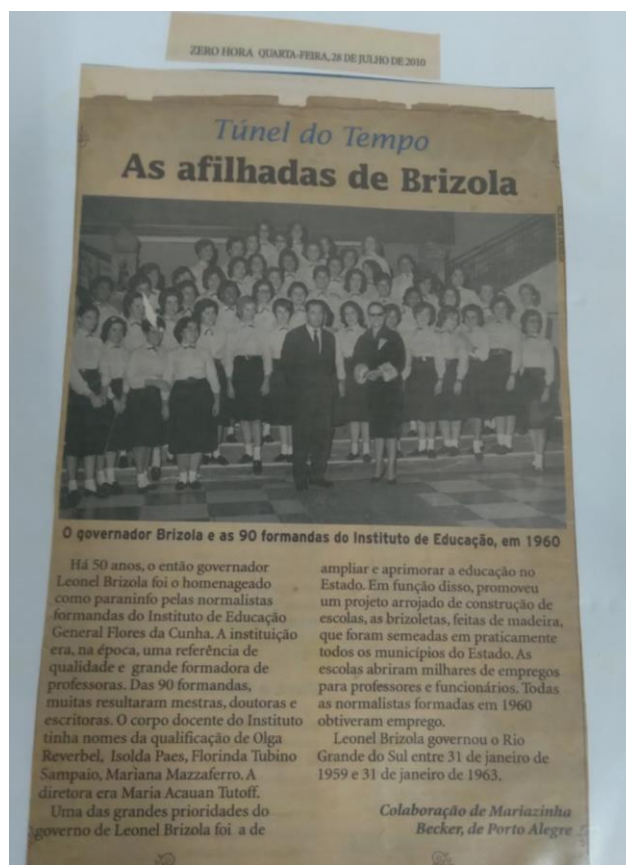 ZERO HORA QUARTA-FEIRA, 28 DE JULHO DE 2010
Túnel do Tempo
As afilhadas de Brizola
O governador Brizola e as 90 formandas do Instituto de Educação, em 1960
Há 50 anos, o então governador
Leonel Brizola foi o homenageado
como paraninfo pelas normalistas
formandas do Instituto de Educação
General Flores da Cunha. A instituição
era, na época, uma referência de
qualidade e grande formadora de
professoras. Das 90 formandas,
muitas resultaram mestras, doutoras e
escritoras. O corpo docente do Instituto
tinha nomes da qualificação de Olga
Reverbel, Isolda Paes, Florinda Tubino
Sampaio, Mariana Mazzaferro. A
diretora era Maria Acauan Tutoff.
Uma das grandes prioridades do
governo de Leonel Brizola foi a de
ampliar e aprimorar a educação no
Estado. Em função disso, promoveu
um projeto arrojado de construção de
escolas, as brizoletas, feitas de madeira,
que foram semeadas em praticamente
todos os municípios do Estado. As
escolas abriram milhares de empregos
para professores e funcionários. Todas
as normalistas formadas em 1960
obtiveram emprego.
Leonel Brizola governou o Rio
Grande do Sul entre 31 de janeiro de
1959 e 31 de janeiro de 1963.
Colaboração de Mariazinha
Becker, de Porto Alegre